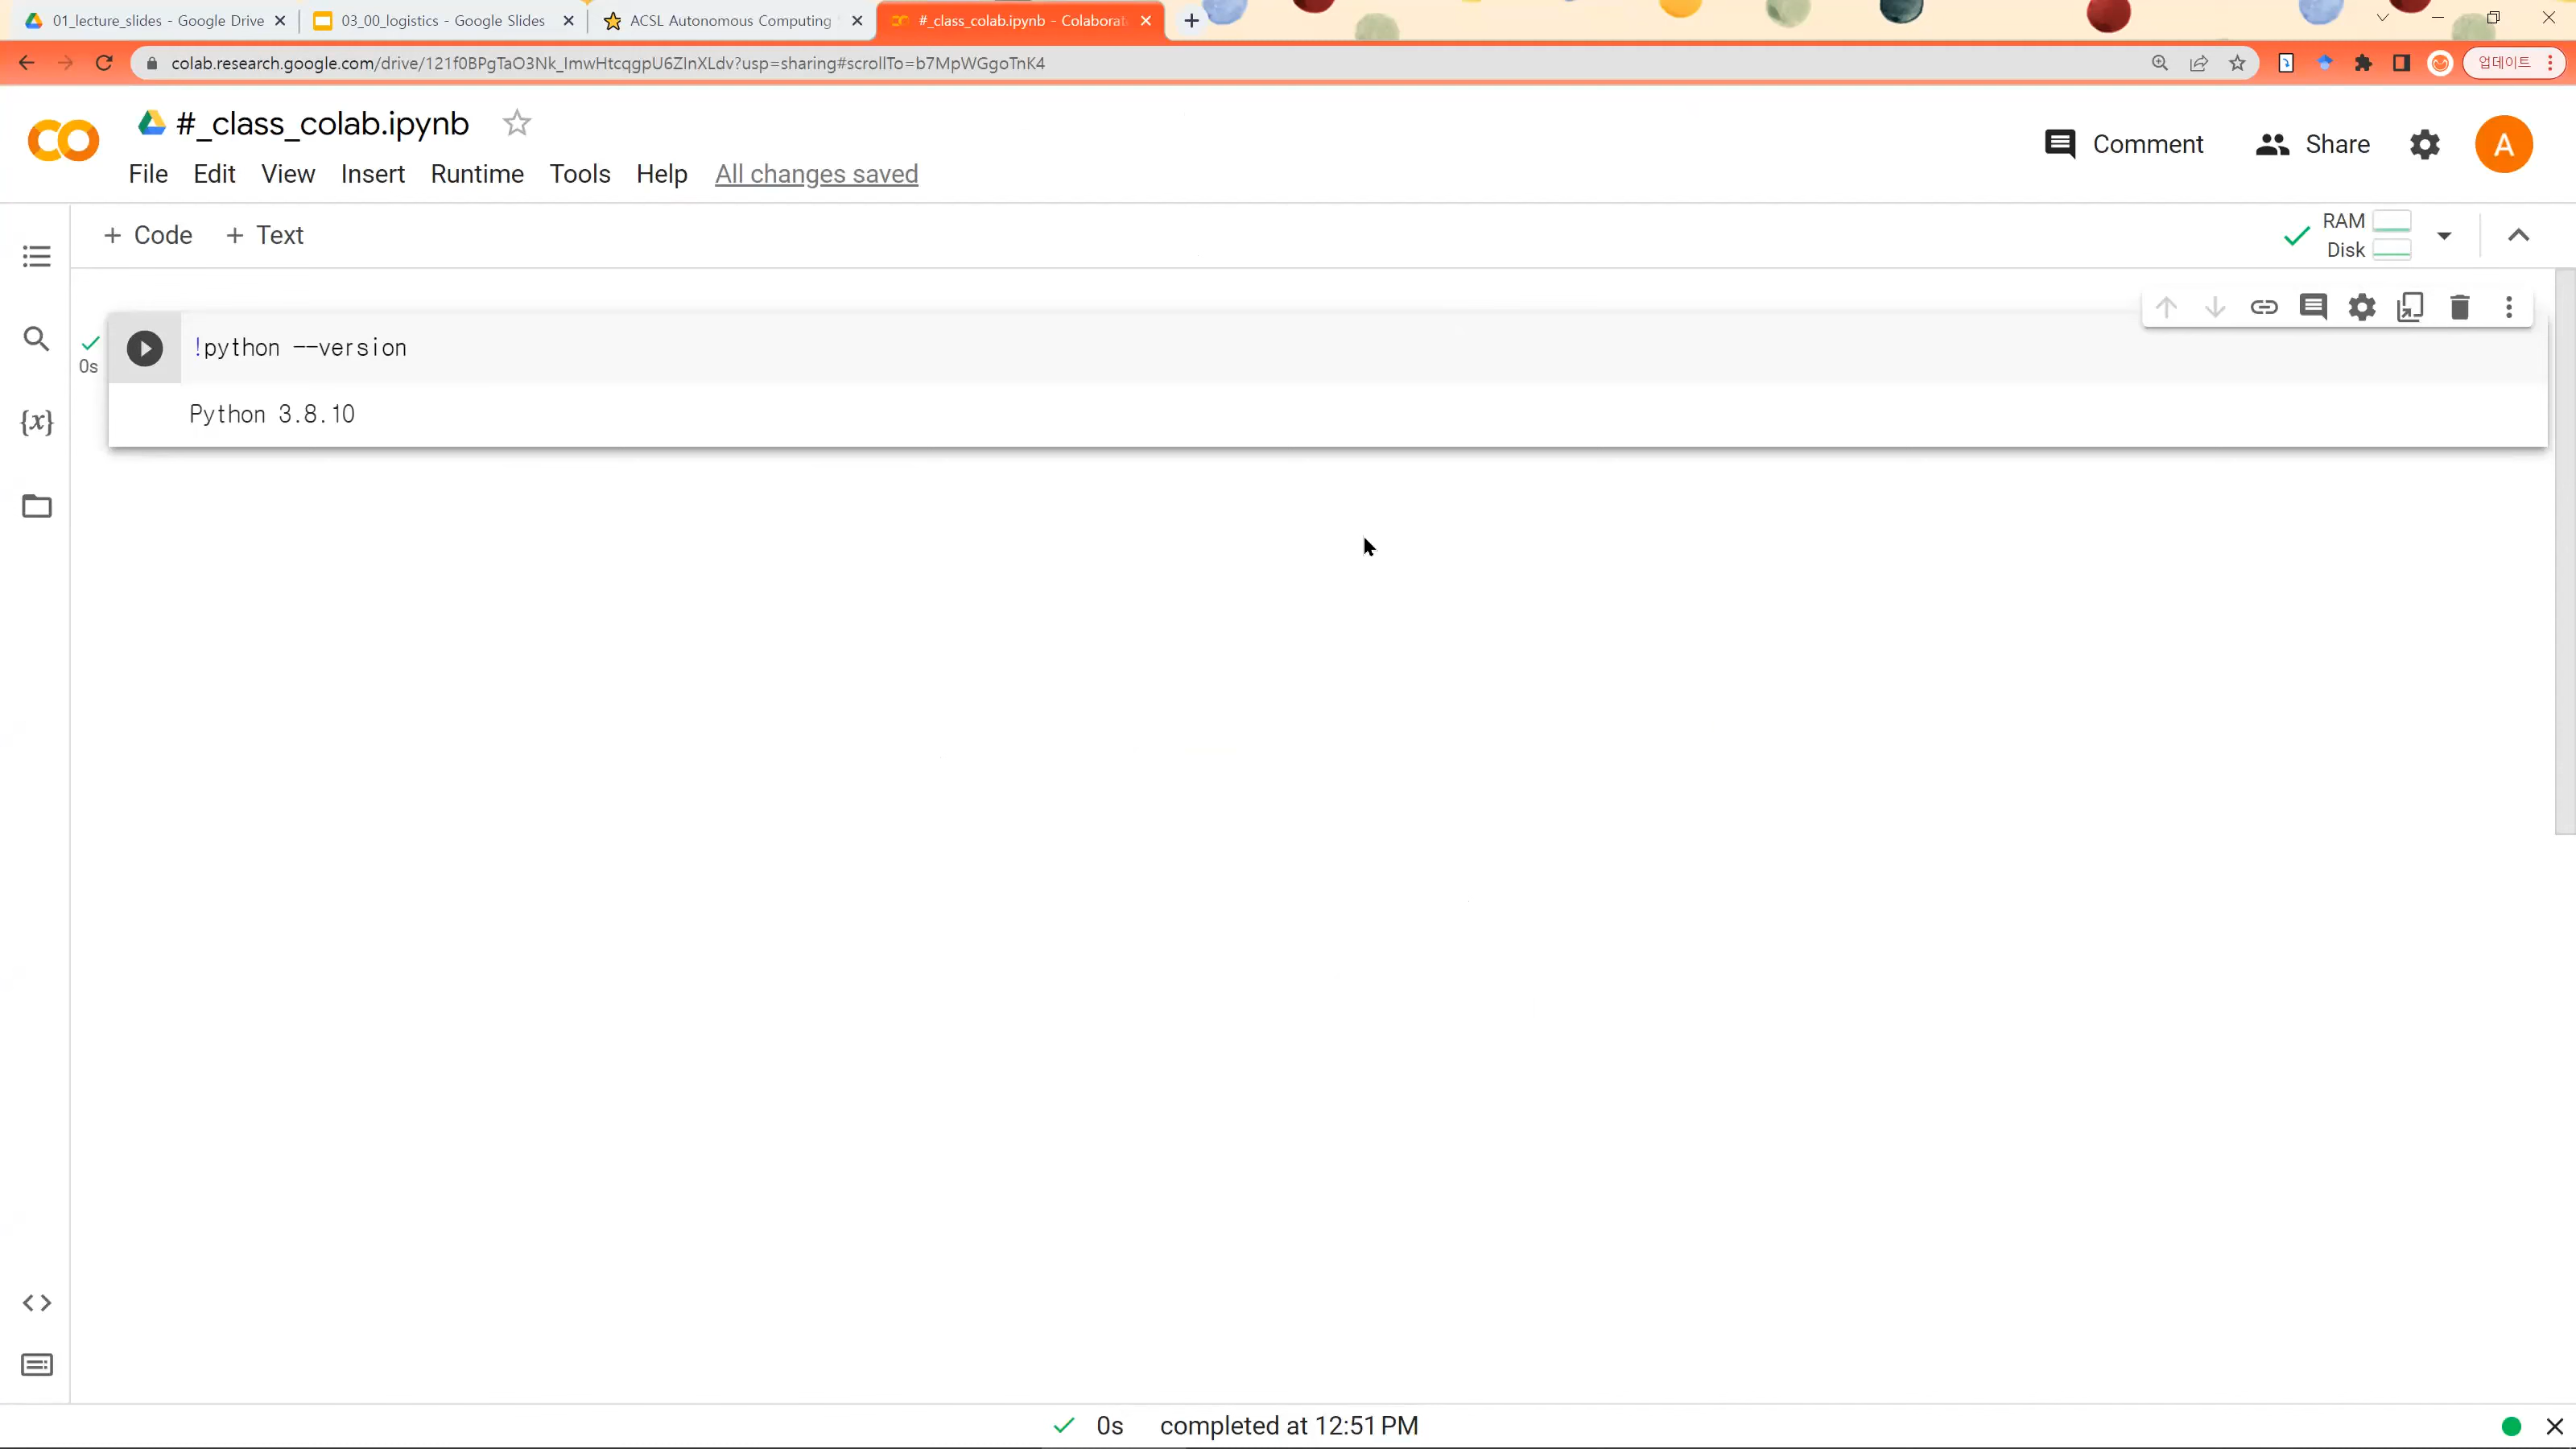 01_lecture_slides - Google Drive
03_00_logistics - Google Slides
ACSL Autonomous Computing
#_class_colab.ipynb - Colaborat
colab.research.google.com/drive/121f0BPgTaO3Nk_ImwHtcqgpU6ZInXLdv?usp=sharing#scrollTo=b7MpWGgoTnK4
업데이트
#_class_colab.ipynb
Comment
Share
A
File Edit View Insert Runtime Tools Help All changes saved
+ Code + Text
RAM
Disk
0s
!python --version
Python 3.8.10
{x}
0s completed at 12:51 PM